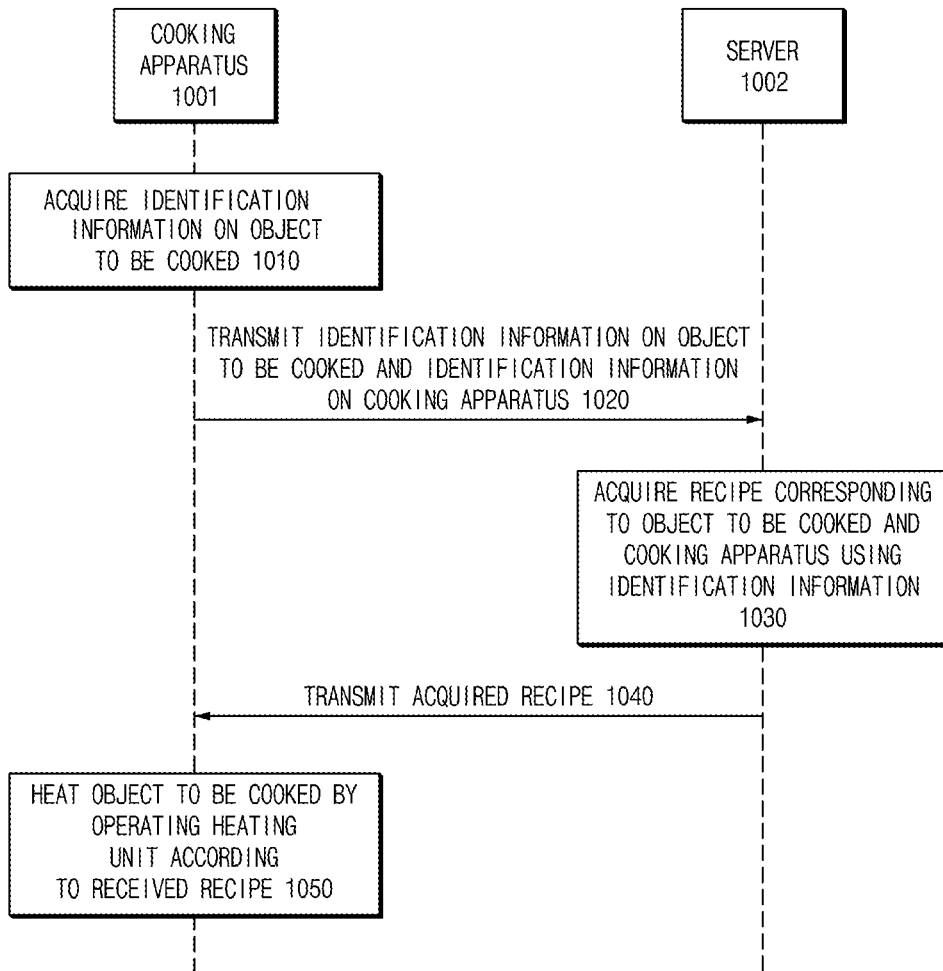 COOKING
APPARATUS
1001
SERVER
1002
ACQUIRE IDENTIFICATION
INFORMATION ON OBJECT
TO BE COOKED 1010
TRANSMIT IDENTIFICATION INFORMATION ON OBJECT
TO BE COOKED AND IDENTIFICATION INFORMATION
ON COOKING APPARATUS 1020
ACQUIRE RECIPE CORRESPONDING
TO OBJECT TO BE COOKED AND
COOKING APPARATUS USING
IDENTIFICATION INFORMATION
1030
TRANSMIT ACQUIRED RECIPE 1040
HEAT OBJECT TO BE COOKED BY
OPERATING HEATING
UNIT ACCORDING
TO RECEIVED RECIPE 1050